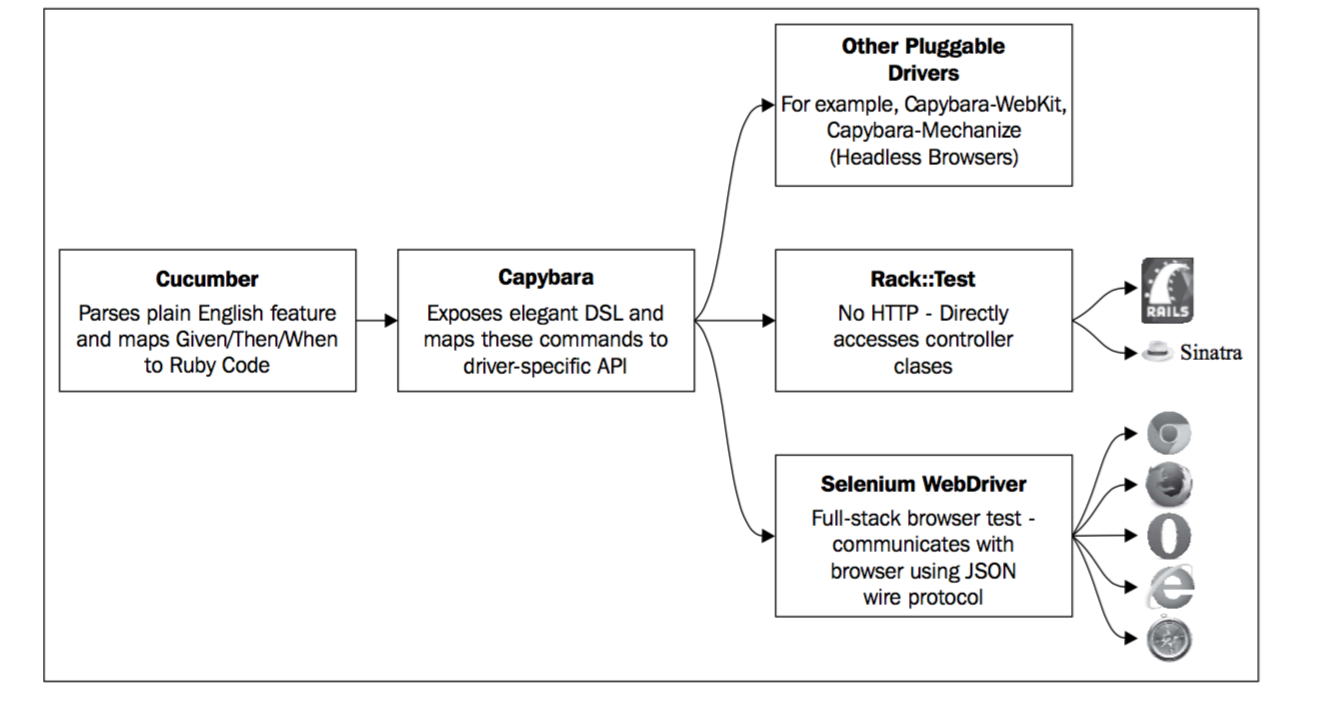 Other Pluggable
Drivers
For example, Capybara-WebKit,
Capybara-Mechanize
(Headless Browsers)
Cucumber
Parses plain English feature
and maps Given/Then/When
to Ruby Code
Capybara
Exposes elegant DSL and
maps these commands to
driver-specific API
Rack::Test
No HTTP - Directly
accesses controller
clases
RAILS
Sinatra
Selenium WebDriver
Full-stack browser test -
communicates with
browser using JSON
wire protocol